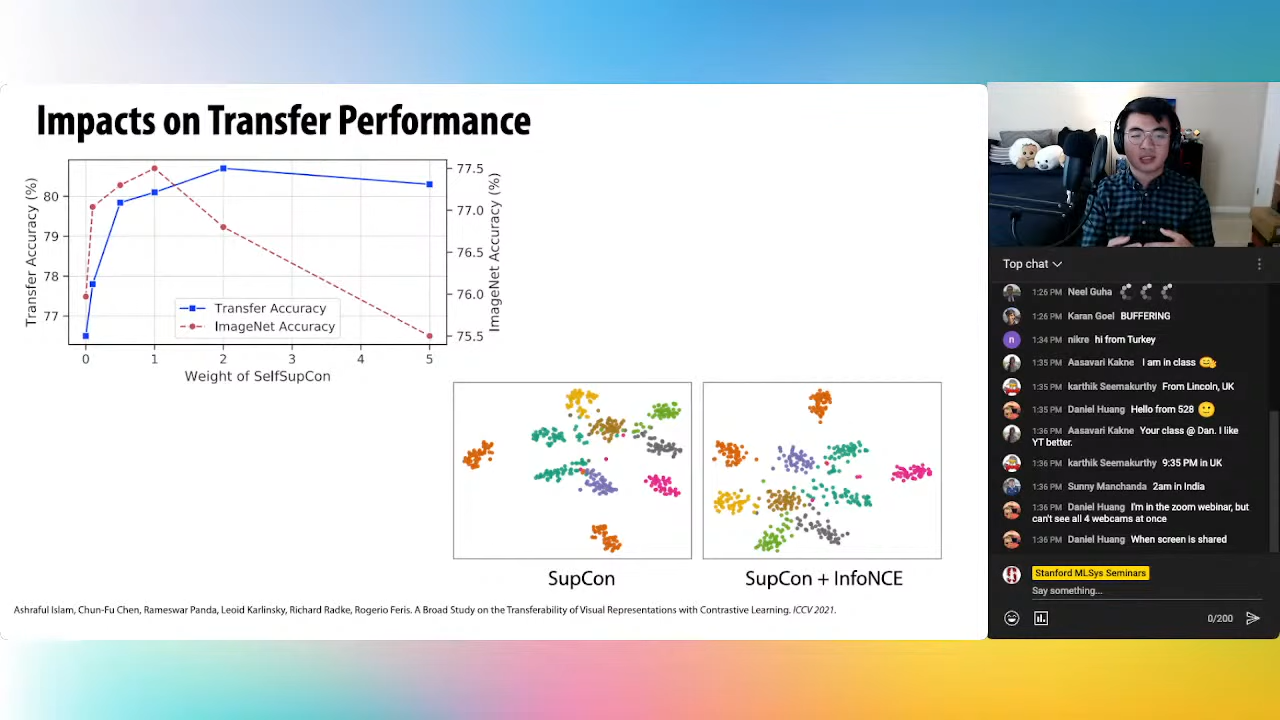 Impacts on Transfer Performance
Transfer Accuracy (%)
80
79
78
77
77.5
77.0
76.5
76.0
75.5
ImageNet Accuracy (%)
Transfer Accuracy
ImageNet Accuracy
0 1 2 3 4 5
Weight of SelfSupCon
SupCon
SupCon + InfoNCE
Ashraful Islam, Chun-Fu Chen, Rameswar Panda, Leoid Karlinsky, Richard Radke, Rogerio Feris. A Broad Study on the Transferability of Visual Representations with Contrastive Learning. ICCV 2021.
Top chat
1:26 PM Neel Guha
1:26 PM Karan Goel BUFFERING
n 1:34 PM nikre hi from Turkey
1:35 PM Aasavari Kakne I am in class
1:35 PM karthik Seemakurthy From Lincoln, UK
1:35 PM Daniel Huang Hello from 528
1:36 PM Aasavari Kakne Your class @ Dan. I like
YT better.
1:36 PM karthik Seemakurthy 9:35 PM in UK
1:36 PM Sunny Manchanda 2am in India
1:36 PM Daniel Huang I'm in the zoom webinar, but
can't see all 4 webcams at once
1:36 PM Daniel Huang When screen is shared
Stanford MLSys Seminars
Say something...
0/200